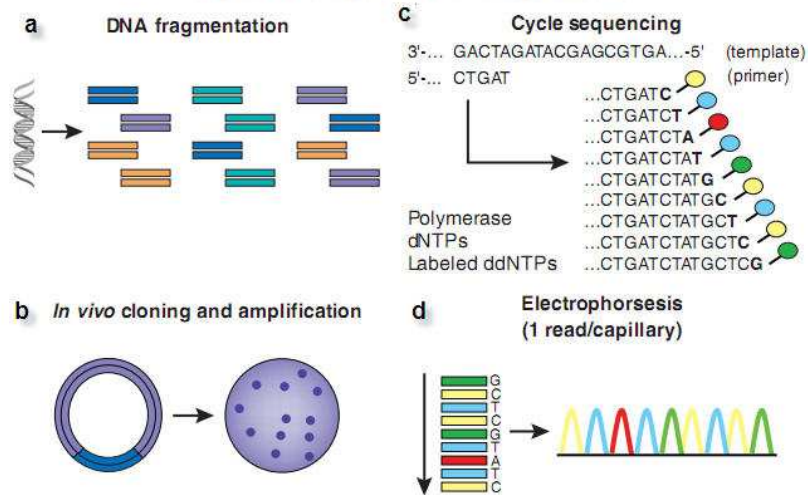 a
DNA fragmentation
b
In vivo cloning and amplification
c
Cycle sequencing
3'-... GACTAGATACGAGCGTGA...-5' (template)
5'-... CTGAT (primer)
...CTGATC
...CTGATCT
...CTGATCTA
...CTGATCTAT
...CTGATCTATG
...CTGATCTATGC
...CTGATCTATGCT
...CTGATCTATGCTC
...CTGATCTATGCTCG
Polymerase
dNTPs
Labeled ddNTPs
d
Electrophorsesis
(1 read/capillary)
G
C
T
C
G
T
A
T
C